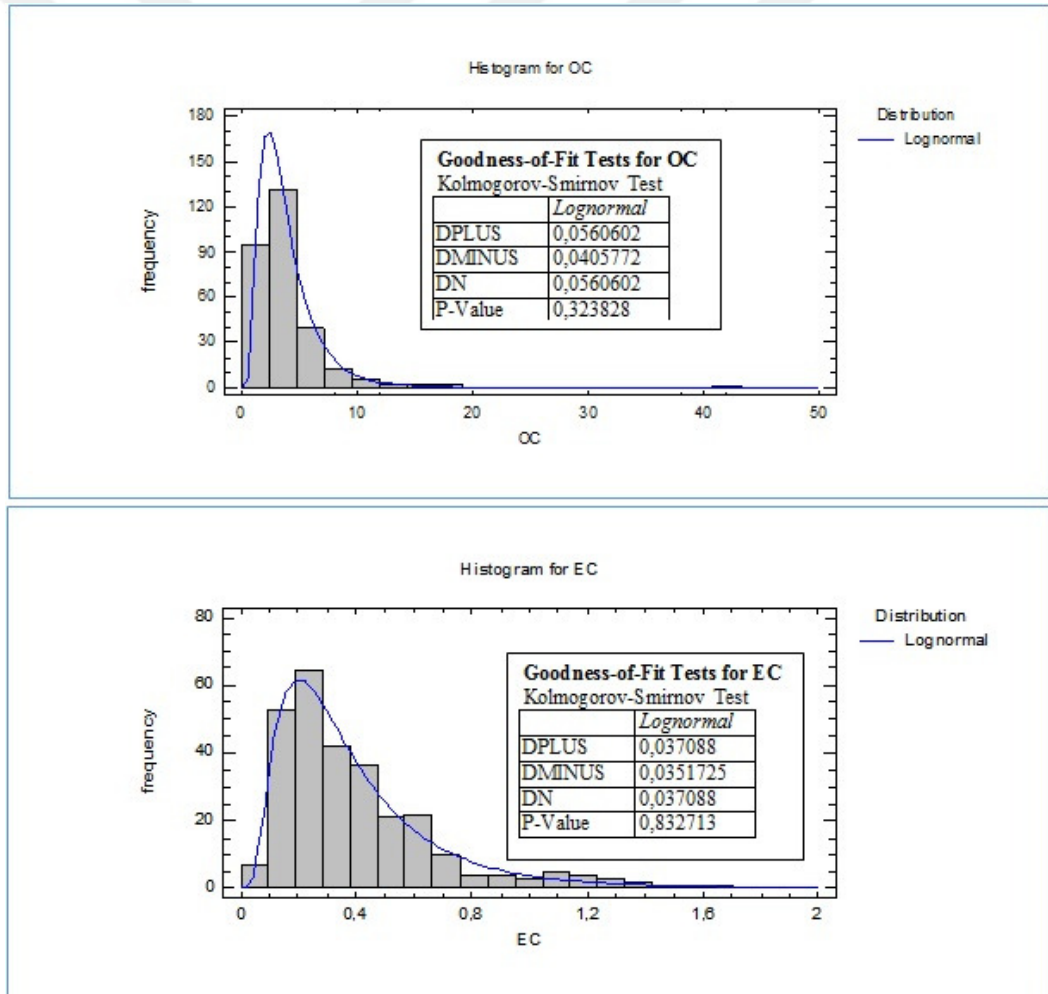 Histogram for OC
180
150
120
90
60
30
0
frequency
0 10 20 30 40 50
OC
Distribution
Lognormal
Goodness-of-Fit Tests for OC
Kolmogorov-Smirnov Test
Lognormal
DPLUS 0,0560602
DMINUS 0,0405772
DN 0,0560602
P-Value 0,323828
Histogram for EC
80
60
40
20
0
frequency
0 0,4 0,8 1,2 1,6 2
EC
Distribution
Lognormal
Goodness-of-Fit Tests for EC
Kolmogorov-Smirnov Test
Lognormal
DPLUS 0,037088
DMINUS 0,0351725
DN 0,037088
P-Value 0,832713